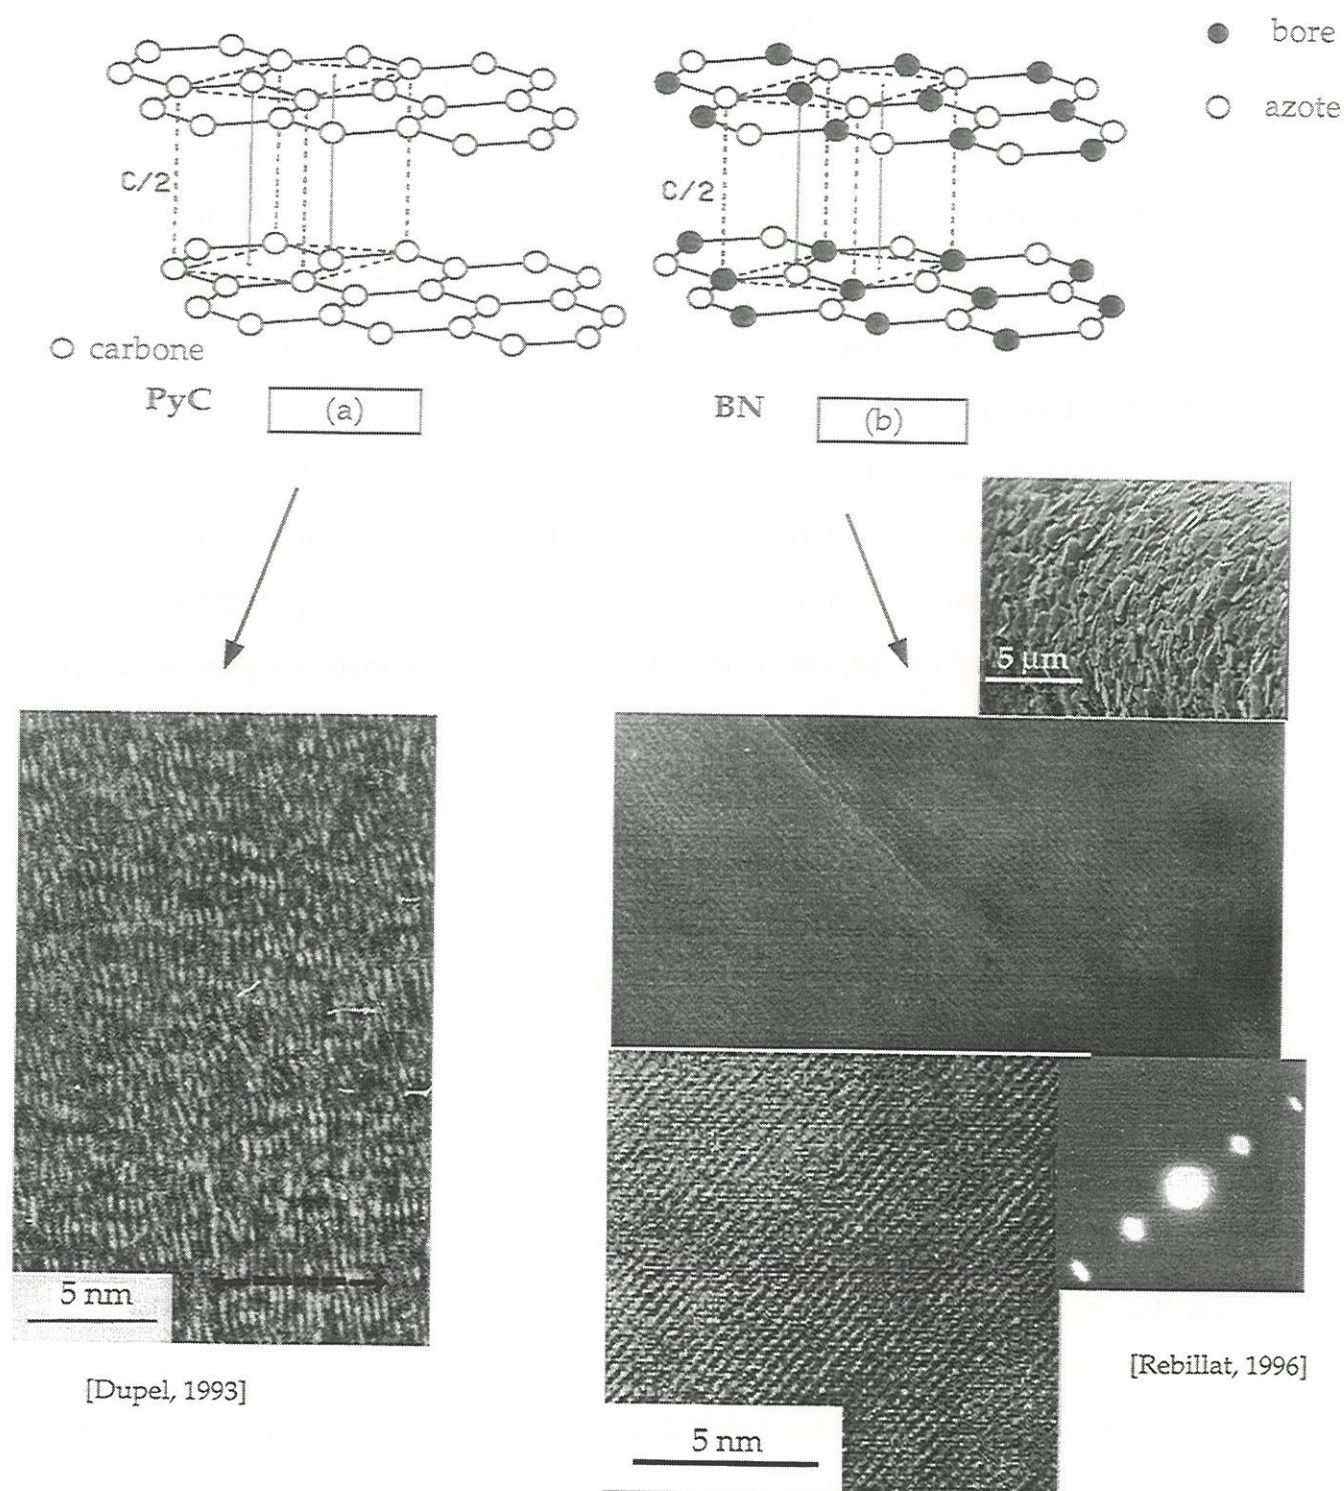 bore
azote
C/2
C/2
carbone
PyC
(a)
BN
(b)
5 µm
5 nm
[Dupel, 1993]
[Rebillat, 1996]
5 nm